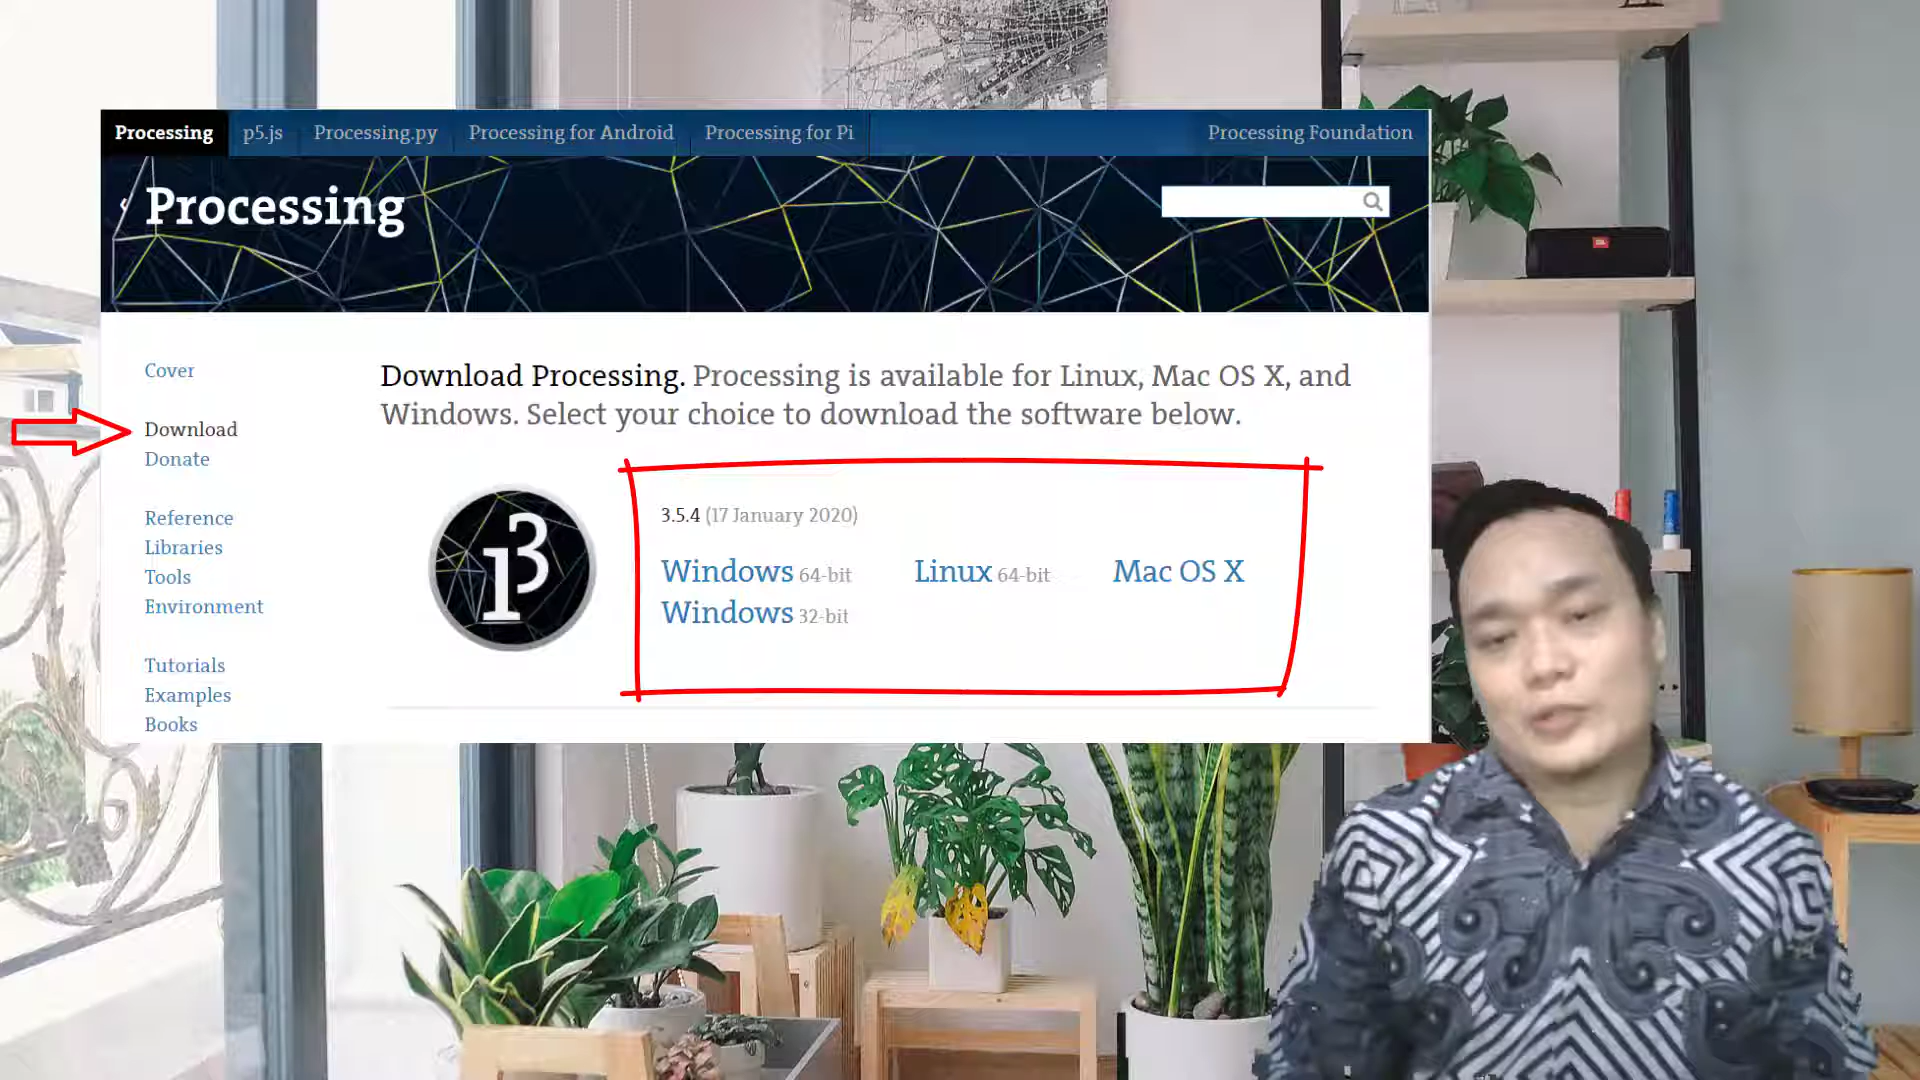 Processing p5.js Processing.py Processing for Android Processing for Pi Processing Foundation
Processing
Cover
Download
Donate
Reference
Libraries
Tools
Environment
Tutorials
Examples
Books
Download Processing. Processing is available for Linux, Mac OS X, and
Windows. Select your choice to download the software below.
3
1
3.5.4 (17 January 2020)
Windows 64-bit Linux 64-bit Mac OS X
Windows 32-bit
JBL